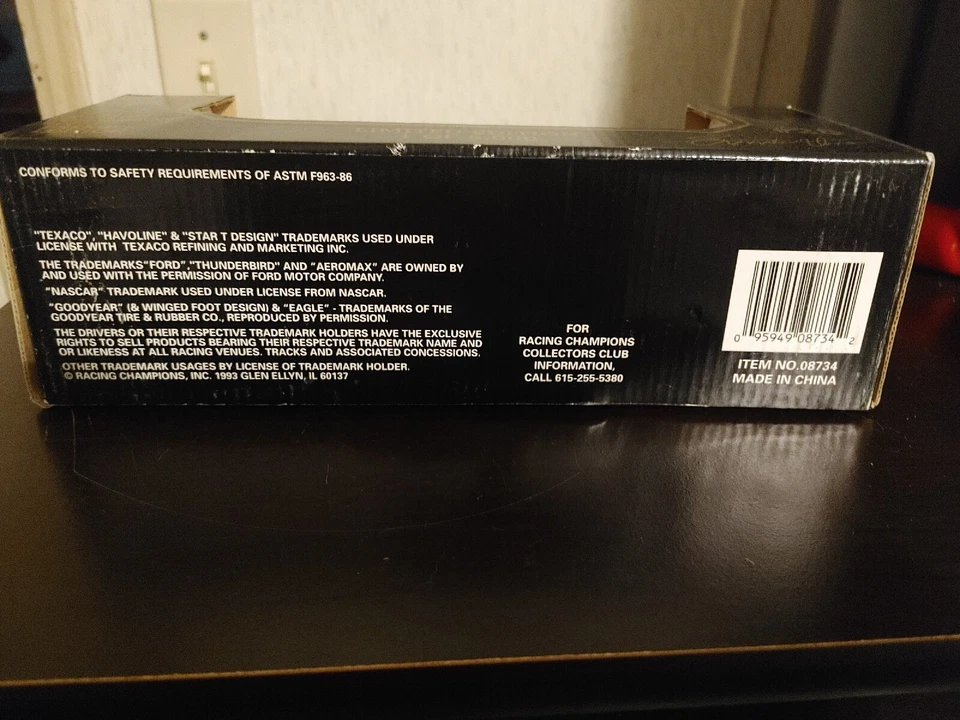 LIMITED EDITION
CONFORMS TO SAFETY REQUIREMENTS OF ASTM F963-86
"TEXACO", "HAVOLINE" & "STAR T DESIGN" TRADEMARKS USED UNDER
LICENSE WITH TEXACO REFINING AND MARKETING INC.
THE TRADEMARKS"FORD","THUNDERBIRD" AND "AEROMAX" ARE OWNED BY
AND USED WITH THE PERMISSION OF FORD MOTOR COMPANY.
"NASCAR" TRADEMARK USED UNDER LICENSE FROM NASCAR.
"GOODYEAR" (& WINGED FOOT DESIGN) & "EAGLE" - TRADEMARKS OF THE
GOODYEAR TIRE & RUBBER CO., REPRODUCED BY PERMISSION.
THE DRIVERS OR THEIR RESPECTIVE TRADEMARK HOLDERS HAVE THE EXCLUSIVE
RIGHTS TO SELL PRODUCTS BEARING THEIR RESPECTIVE TRADEMARK NAME AND
OR LIKENESS AT ALL RACING VENUES. TRACKS AND ASSOCIATED CONCESSIONS.
OTHER TRADEMARK USAGES BY LICENSE OF TRADEMARK HOLDER.
© RACING CHAMPIONS, INC. 1993 GLEN ELLYN, IL 60137
FOR
RACING CHAMPIONS
COLLECTORS CLUB
INFORMATION,
CALL 615-255-5380
0 95949 08734 2
ITEM NO.08734
MADE IN CHINA